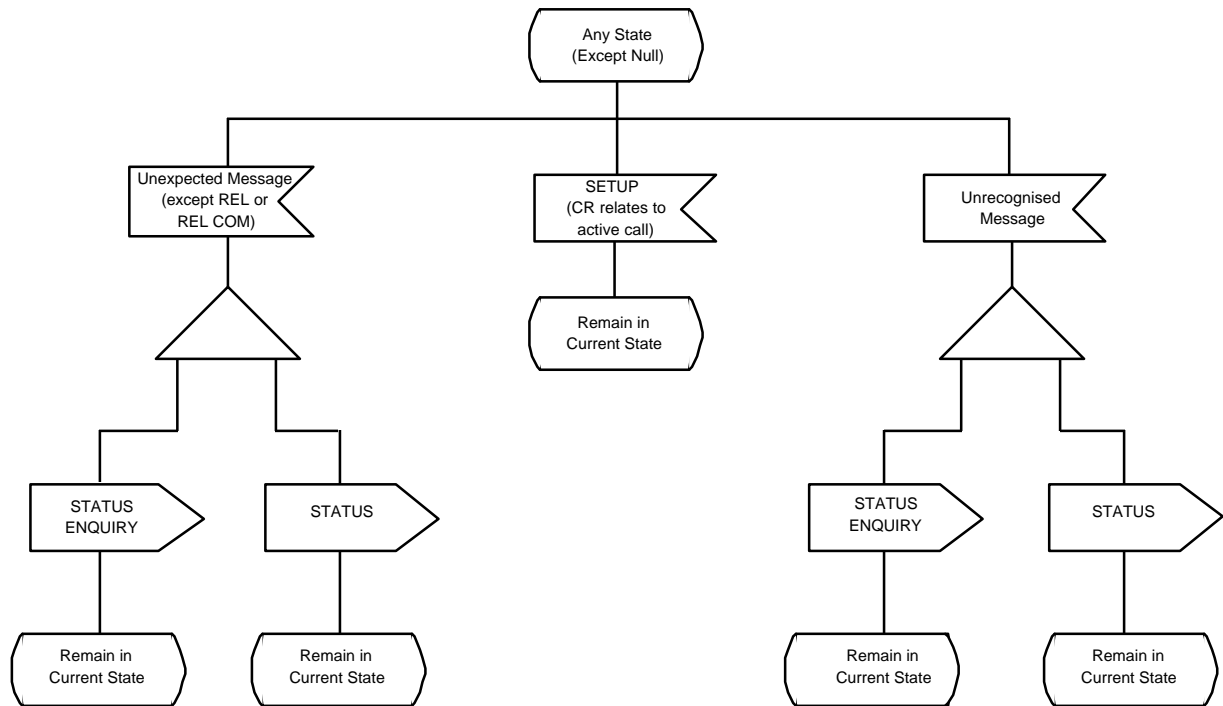 Any State
(Except Null)
Unexpected Message
(except REL or
REL COM)
SETUP
(CR relates to
active call)
Unrecognised
Message
Remain in
Current State
STATUS
ENQUIRY
STATUS
STATUS
ENQUIRY
STATUS
Remain in
Current State
Remain in
Current State
Remain in
Current State
Remain in
Current State